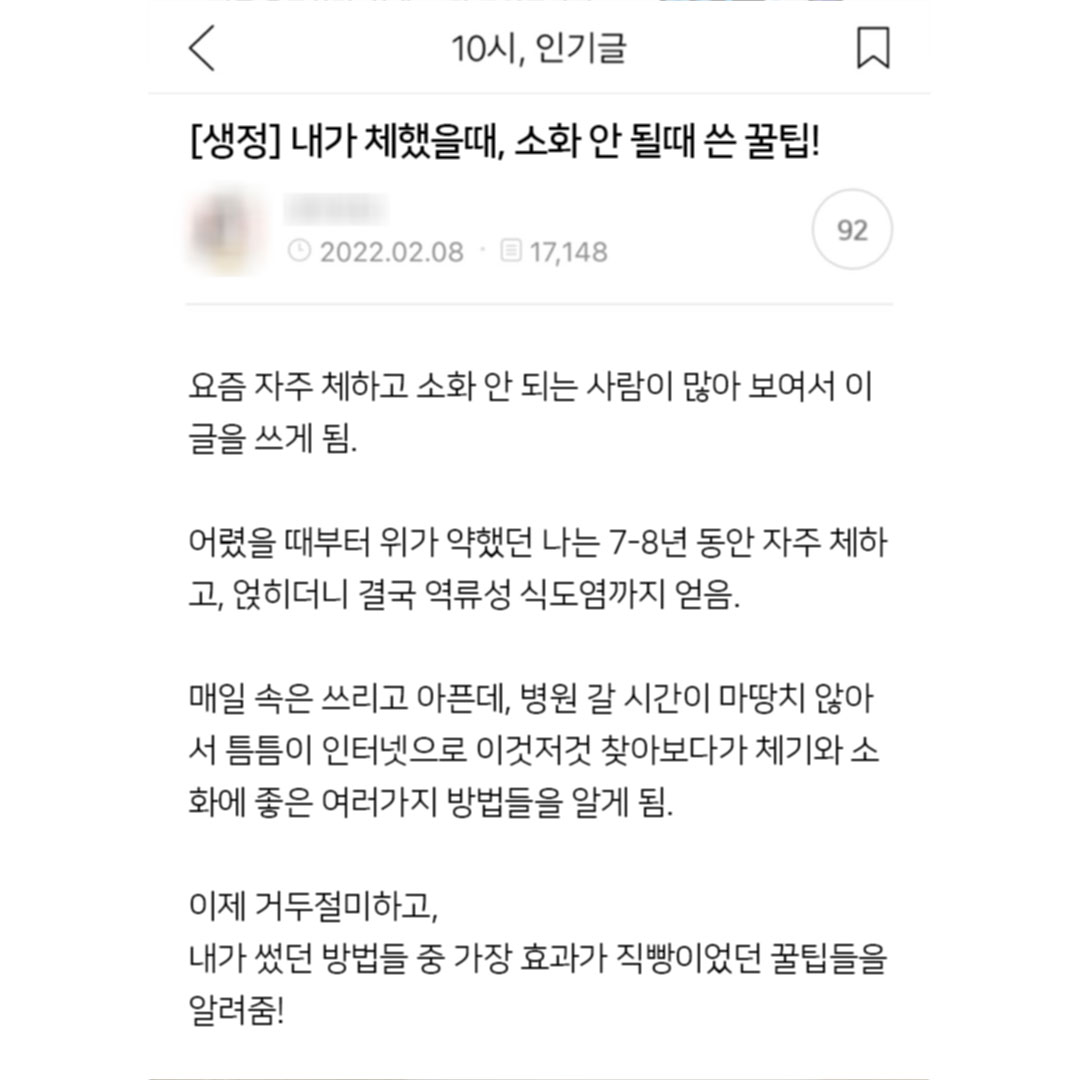 10시, 인기글
[생정] 내가 체했을때, 소화 안 될때 쓴 꿀팁!
2022.02.08 · 17,148
92
요즘 자주 체하고 소화 안 되는 사람이 많아 보여서 이
글을 쓰게 됨.
어렸을 때부터 위가 약했던 나는 7-8년 동안 자주 체하
고, 얹히더니 결국 역류성 식도염까지 얻음.
매일 속은 쓰리고 아픈데, 병원 갈 시간이 마땅치 않아
서 틈틈이 인터넷으로 이것저것 찾아보다가 체기와 소
화에 좋은 여러가지 방법들을 알게 됨.
이제 거두절미하고,
내가 썼던 방법들 중 가장 효과가 직빵이었던 꿀팁들을
알려줌!